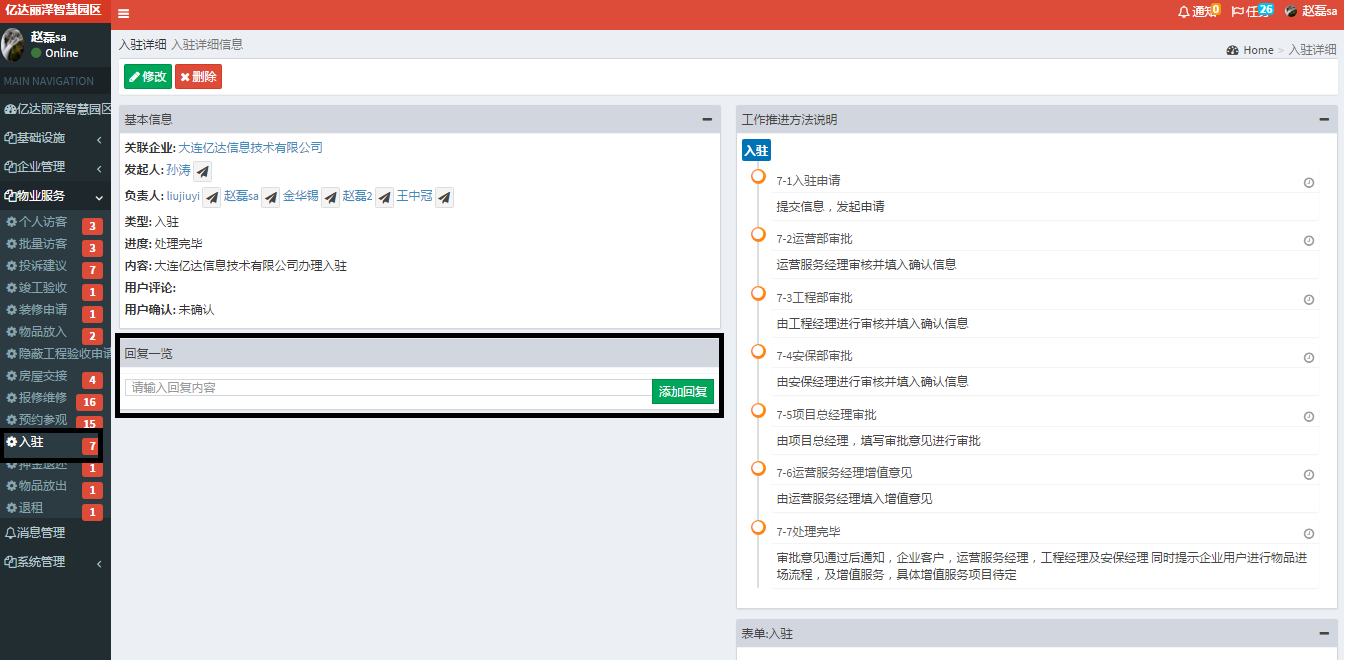 亿达丽泽智慧园区
通知 0
任务 26
赵磊sa
赵磊sa
Online
MAIN NAVIGATION
亿达丽泽智慧园区
基础设施
企业管理
物业服务
个人访客 3
批量访客 3
投诉建议 7
竣工验收 1
装修申请 1
物品放入 2
隐蔽工程验收申请
房屋交接 4
报修维修 16
预约参观 15
入驻 7
押金退还 1
物品放出 1
退租 1
消息管理
系统管理
入驻详细 入驻详细信息
Home > 入驻详细
修改 删除
基本信息
关联企业: 大连亿达信息技术有限公司
发起人: 孙涛
负责人: liujiuyi 赵磊sa 金华锡 赵磊2 王中冠
类型: 入驻
进度: 处理完毕
内容: 大连亿达信息技术有限公司办理入驻
用户评论:
用户确认: 未确认
回复一览
请输入回复内容 添加回复
工作推进方法说明
入驻
7-1入驻申请
提交信息，发起申请
7-2运营部审批
运营服务经理审核并填入确认信息
7-3工程部审批
由工程经理进行审核并填入确认信息
7-4安保部审批
由安保经理进行审核并填入确认信息
7-5项目总经理审批
由项目总经理，填写审批意见进行审批
7-6运营服务经理增值意见
由运营服务经理填入增值意见
7-7处理完毕
审批意见通过后通知，企业客户，运营服务经理，工程经理及安保经理 同时提示企业用户进行物品进
场流程，及增值服务，具体增值服务项目待定
表单:入驻